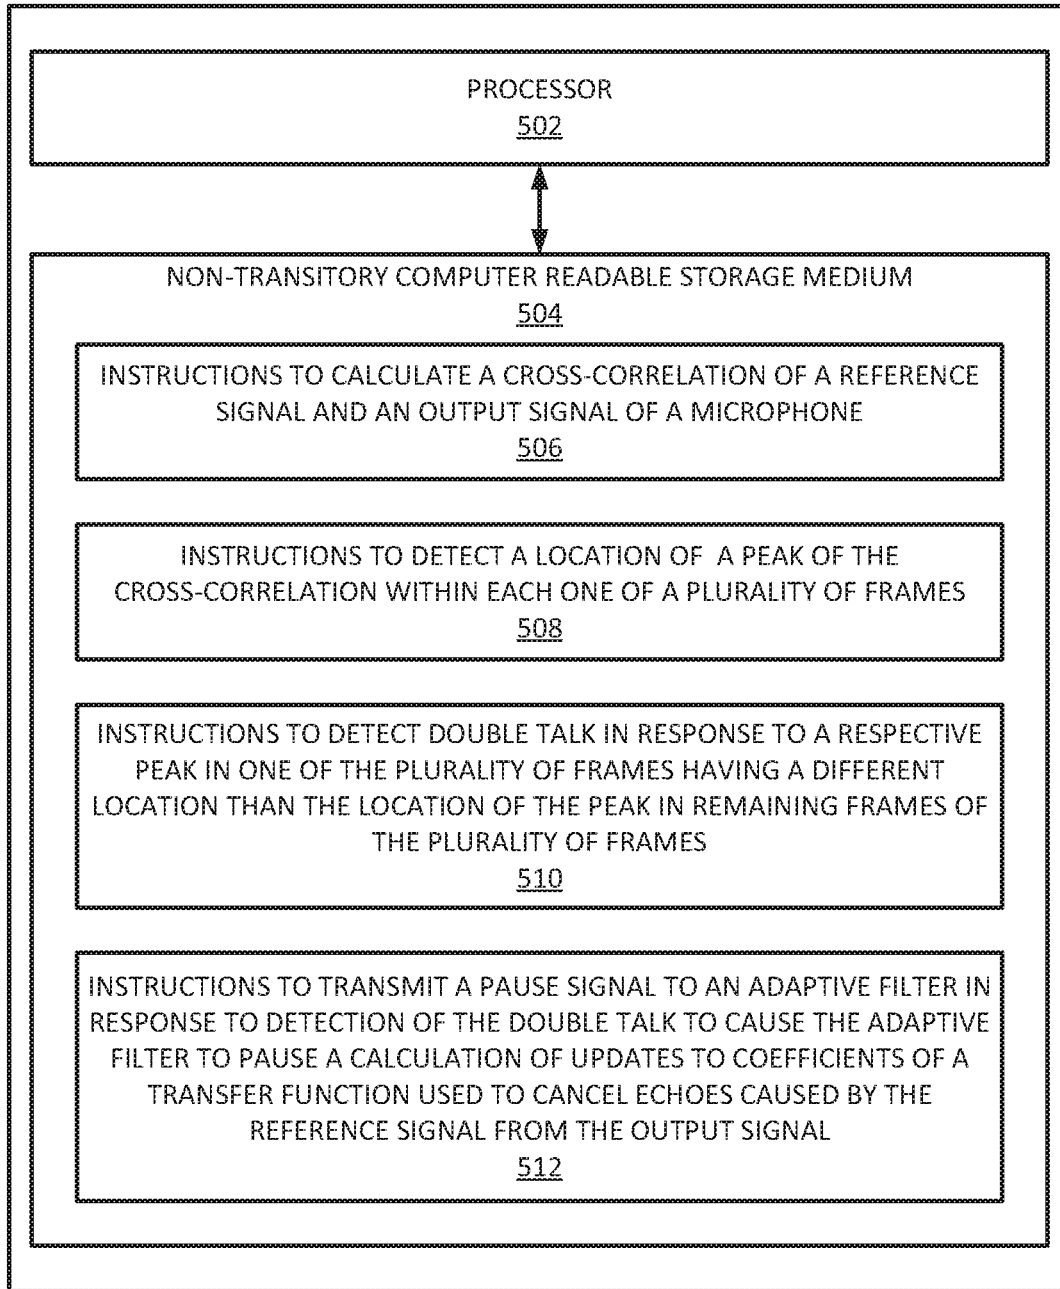 PROCESSOR
502
NON-TRANSITORY COMPUTER READABLE STORAGE MEDIUM
504
INSTRUCTIONS TO CALCULATE A CROSS-CORRELATION OF A REFERENCE
SIGNAL AND AN OUTPUT SIGNAL OF A MICROPHONE
506
INSTRUCTIONS TO DETECT A LOCATION OF A PEAK OF THE
CROSS-CORRELATION WITHIN EACH ONE OF A PLURALITY OF FRAMES
508
INSTRUCTIONS TO DETECT DOUBLE TALK IN RESPONSE TO A RESPECTIVE
PEAK IN ONE OF THE PLURALITY OF FRAMES HAVING A DIFFERENT
LOCATION THAN THE LOCATION OF THE PEAK IN REMAINING FRAMES OF
THE PLURALITY OF FRAMES
510
INSTRUCTIONS TO TRANSMIT A PAUSE SIGNAL TO AN ADAPTIVE FILTER IN
RESPONSE TO DETECTION OF THE DOUBLE TALK TO CAUSE THE ADAPTIVE
FILTER TO PAUSE A CALCULATION OF UPDATES TO COEFFICIENTS OF A
TRANSFER FUNCTION USED TO CANCEL ECHOES CAUSED BY THE
REFERENCE SIGNAL FROM THE OUTPUT SIGNAL
512